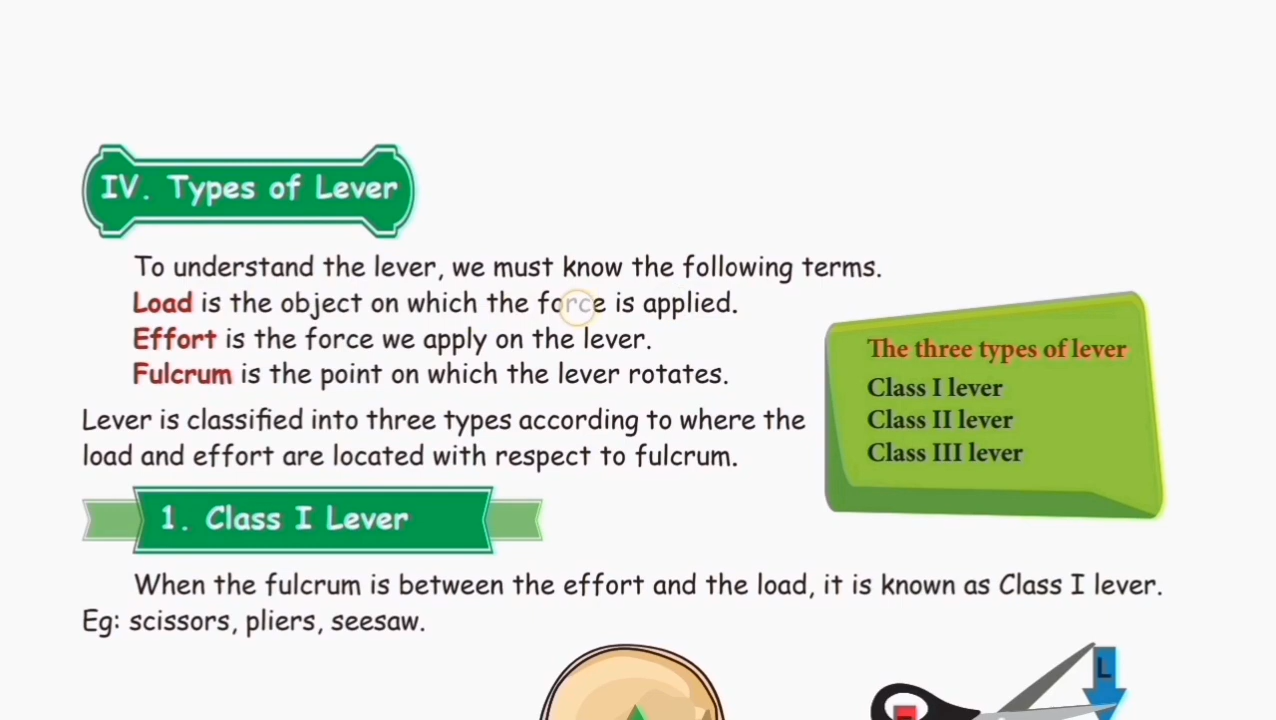 IV. Types of Lever
To understand the lever, we must know the following terms.
Load is the object on which the force is applied.
Effort is the force we apply on the lever.
Fulcrum is the point on which the lever rotates.
Lever is classified into three types according to where the
load and effort are located with respect to fulcrum.
The three types of lever
Class I lever
Class II lever
Class III lever
1. Class I Lever
When the fulcrum is between the effort and the load, it is known as Class I lever.
Eg: scissors, pliers, seesaw.
L